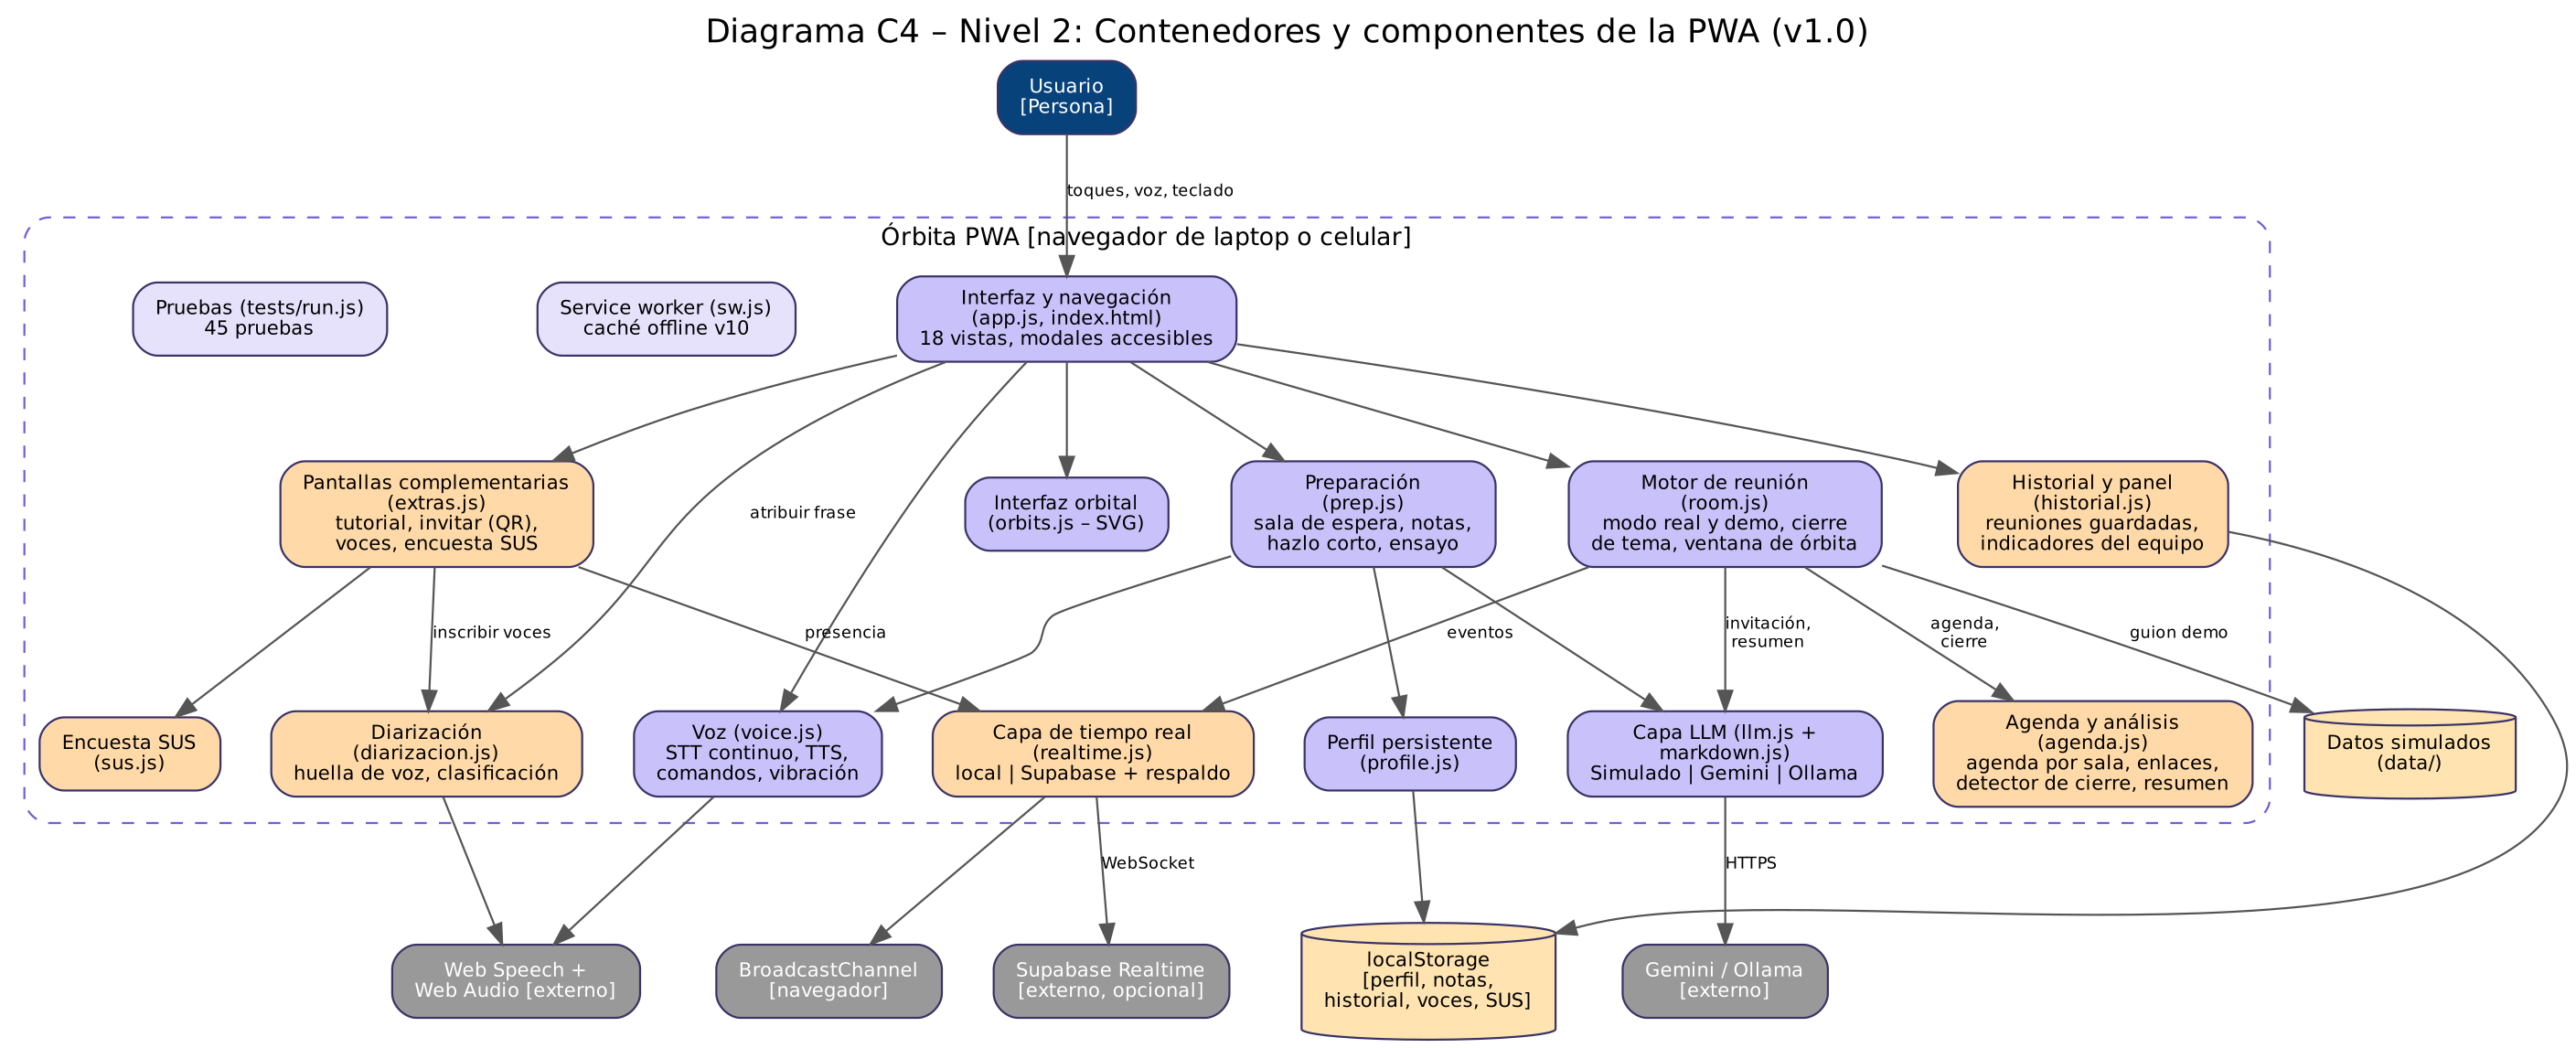 Diagrama C4 – Nivel 2: Contenedores y componentes de la PWA (v1.0)
Usuario
[Persona]
toques, voz, teclado
Órbita PWA [navegador de laptop o celular]
Pruebas (tests/run.js)
45 pruebas
Service worker (sw.js)
caché offline v10
Interfaz y navegación
(app.js, index.html)
18 vistas, modales accesibles
Pantallas complementarias
(extras.js)
tutorial, invitar (QR),
voces, encuesta SUS
atribuir frase
Interfaz orbital
(orbits.js – SVG)
Preparación
(prep.js)
sala de espera, notas,
hazlo corto, ensayo
Motor de reunión
(room.js)
modo real y demo, cierre
de tema, ventana de órbita
Historial y panel
(historial.js)
reuniones guardadas,
indicadores del equipo
inscribir voces
presencia
eventos
invitación,
resumen
agenda,
cierre
guion demo
Encuesta SUS
(sus.js)
Diarización
(diarizacion.js)
huella de voz, clasificación
Voz (voice.js)
STT continuo, TTS,
comandos, vibración
Capa de tiempo real
(realtime.js)
local | Supabase + respaldo
Perfil persistente
(profile.js)
Capa LLM (llm.js +
markdown.js)
Simulado | Gemini | Ollama
Agenda y análisis
(agenda.js)
agenda por sala, enlaces,
detector de cierre, resumen
Datos simulados
(data/)
WebSocket
HTTPS
Web Speech +
Web Audio [externo]
BroadcastChannel
[navegador]
Supabase Realtime
[externo, opcional]
localStorage
[perfil, notas,
historial, voces, SUS]
Gemini / Ollama
[externo]